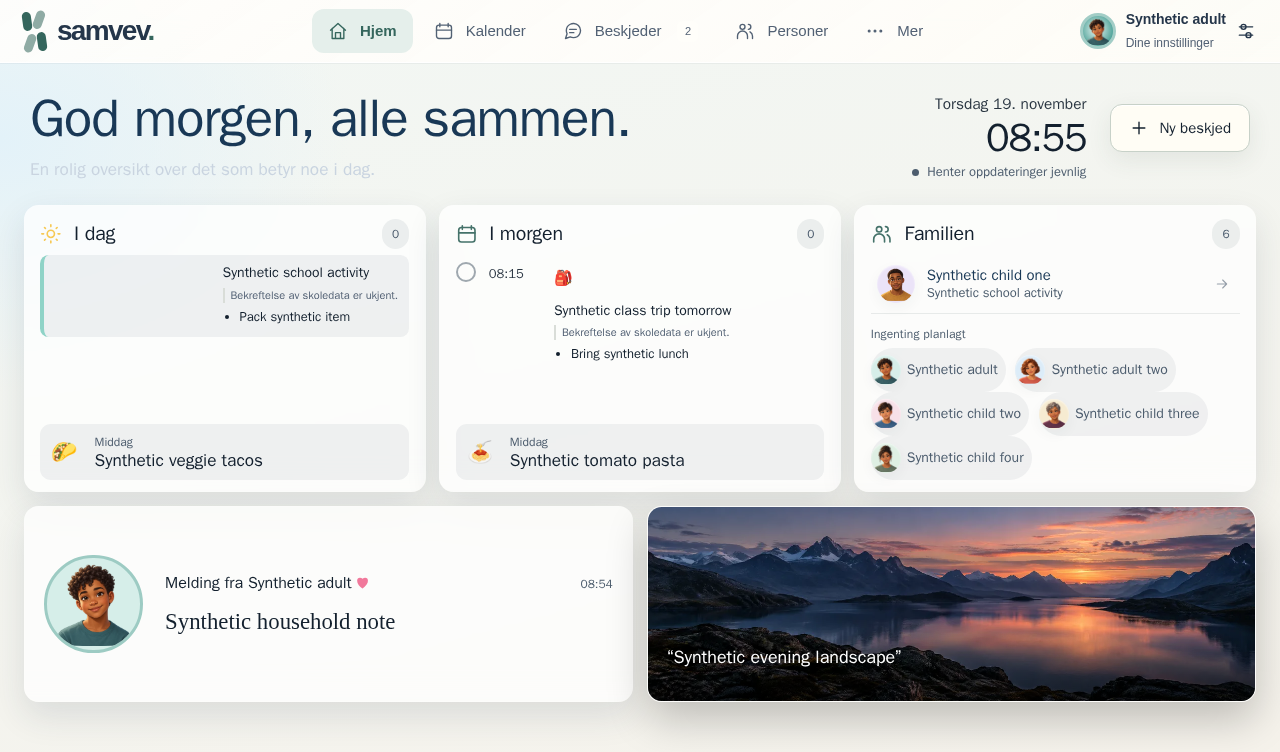 samvev.
Hjem
Kalender
Beskjeder 2
Personer
Mer
Synthetic adult
Dine innstillinger
God morgen, alle sammen.
En rolig oversikt over det som betyr noe i dag.
Torsdag 19. november
08:55
Henter oppdateringer jevnlig
Ny beskjed
I dag 0
Synthetic school activity
Bekreftelse av skoledata er ukjent.
• Pack synthetic item
Middag
Synthetic veggie tacos
I morgen 0
08:15
Synthetic class trip tomorrow
Bekreftelse av skoledata er ukjent.
• Bring synthetic lunch
Middag
Synthetic tomato pasta
Familien 6
Synthetic child one
Synthetic school activity
Ingenting planlagt
Synthetic adult
Synthetic adult two
Synthetic child two
Synthetic child three
Synthetic child four
Melding fra Synthetic adult
08:54
Synthetic household note
“Synthetic evening landscape”